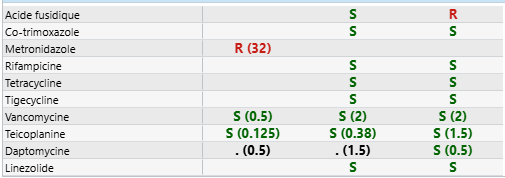 Acide fusidique S R
Co-trimoxazole S S
Metronidazole R (32)
Rifampicine S S
Tetracycline S S
Tigecycline S S
Vancomycine S (0.5) S (2) S (2)
Teicoplanine S (0.125) S (0.38) S (1.5)
Daptomycine . (0.5) . (1.5) S (0.5)
Linezolide S S